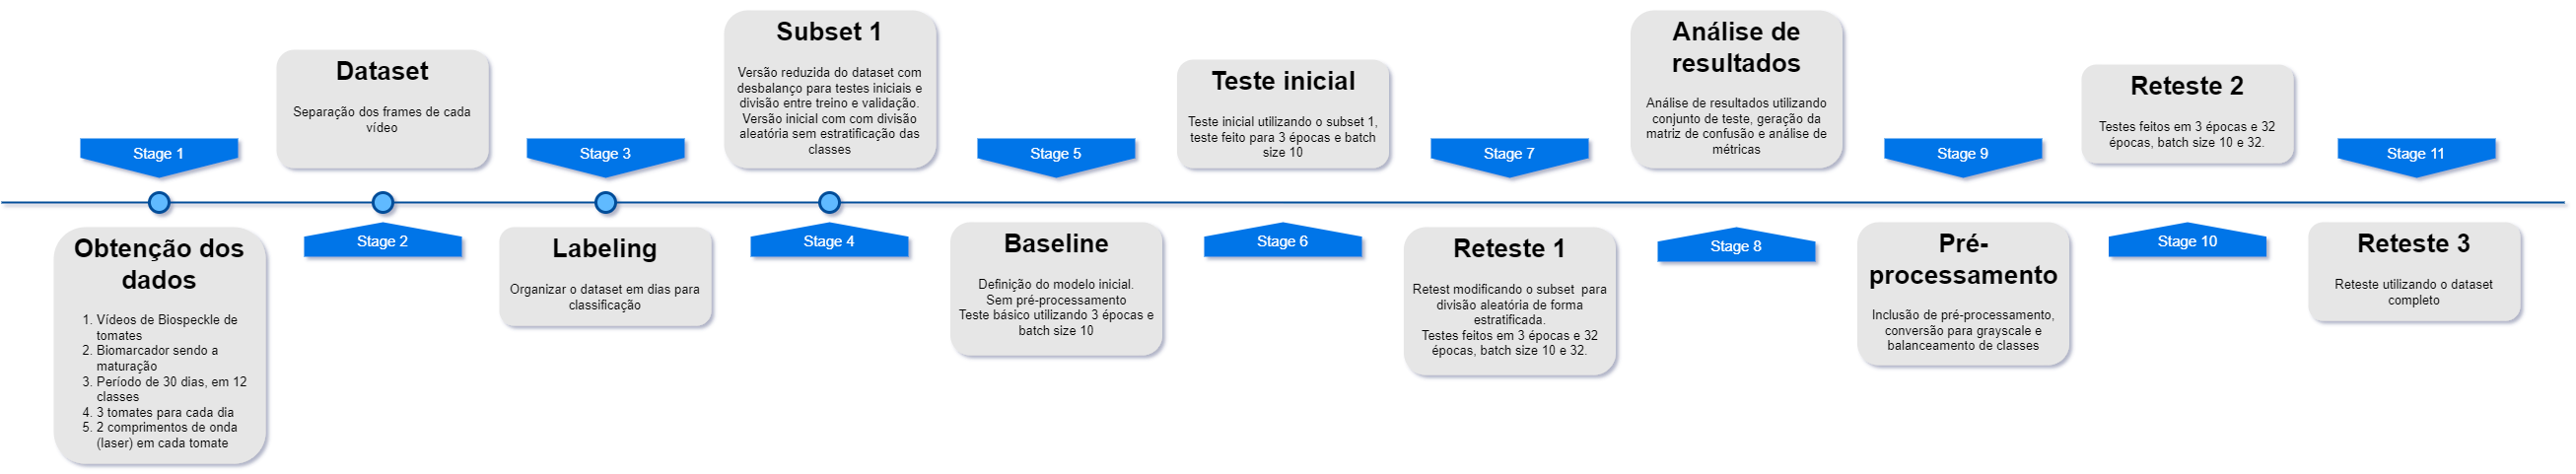 Stage 1
Obtenção dos
dados
1. Vídeos de Biospeckle de
tomates
2. Biomarcador sendo a
maturação
3. Período de 30 dias, em 12
classes
4. 3 tomates para cada dia
5. 2 comprimentos de onda
(laser) em cada tomate
Dataset
Separação dos frames de cada
vídeo
Stage 2
Stage 3
Labeling
Organizar o dataset em dias para
classificação
Subset 1
Versão reduzida do dataset com
desbalanço para testes iniciais e
divisão entre treino e validação.
Versão inicial com com divisão
aleatória sem estratificação das
classes
Stage 4
Stage 5
Baseline
Definição do modelo inicial.
Sem pré-processamento
Teste básico utilizando 3 épocas e
batch size 10
Teste inicial
Teste inicial utilizando o subset 1,
teste feito para 3 épocas e batch
size 10
Stage 6
Stage 7
Reteste 1
Retest modificando o subset para
divisão aleatória de forma
estratificada.
Testes feitos em 3 épocas e 32
épocas, batch size 10 e 32.
Análise de
resultados
Análise de resultados utilizando
conjunto de teste, geração da
matriz de confusão e análise de
métricas
Stage 8
Stage 9
Pré-
processamento
Inclusão de pré-processamento,
conversão para grayscale e
balanceamento de classes
Reteste 2
Testes feitos em 3 épocas e 32
épocas, batch size 10 e 32.
Stage 10
Stage 11
Reteste 3
Reteste utilizando o dataset
completo